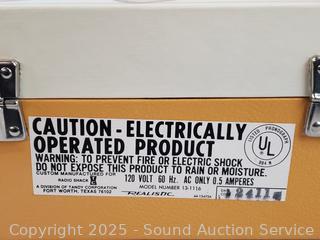 CAUTION - ELECTRICALLY
OPERATED PRODUCT
WARNING: TO PREVENT FIRE OR ELECTRIC SHOCK
DO NOT EXPOSE THIS PRODUCT TO RAIN OR MOISTURE.
CUSTOM MANUFACTURED FOR
RADIO SHACK
120 VOLT 60 Hz. AC ONLY 0.5 AMPERES
A DIVISION OF TANDY CORPORATION
FORT WORTH, TEXAS 76102
MODEL NUMBER 13-1116
REALISTIC
LISTED PHONOGRAPH
UL
Copyright 2025 - Sound Auction Service